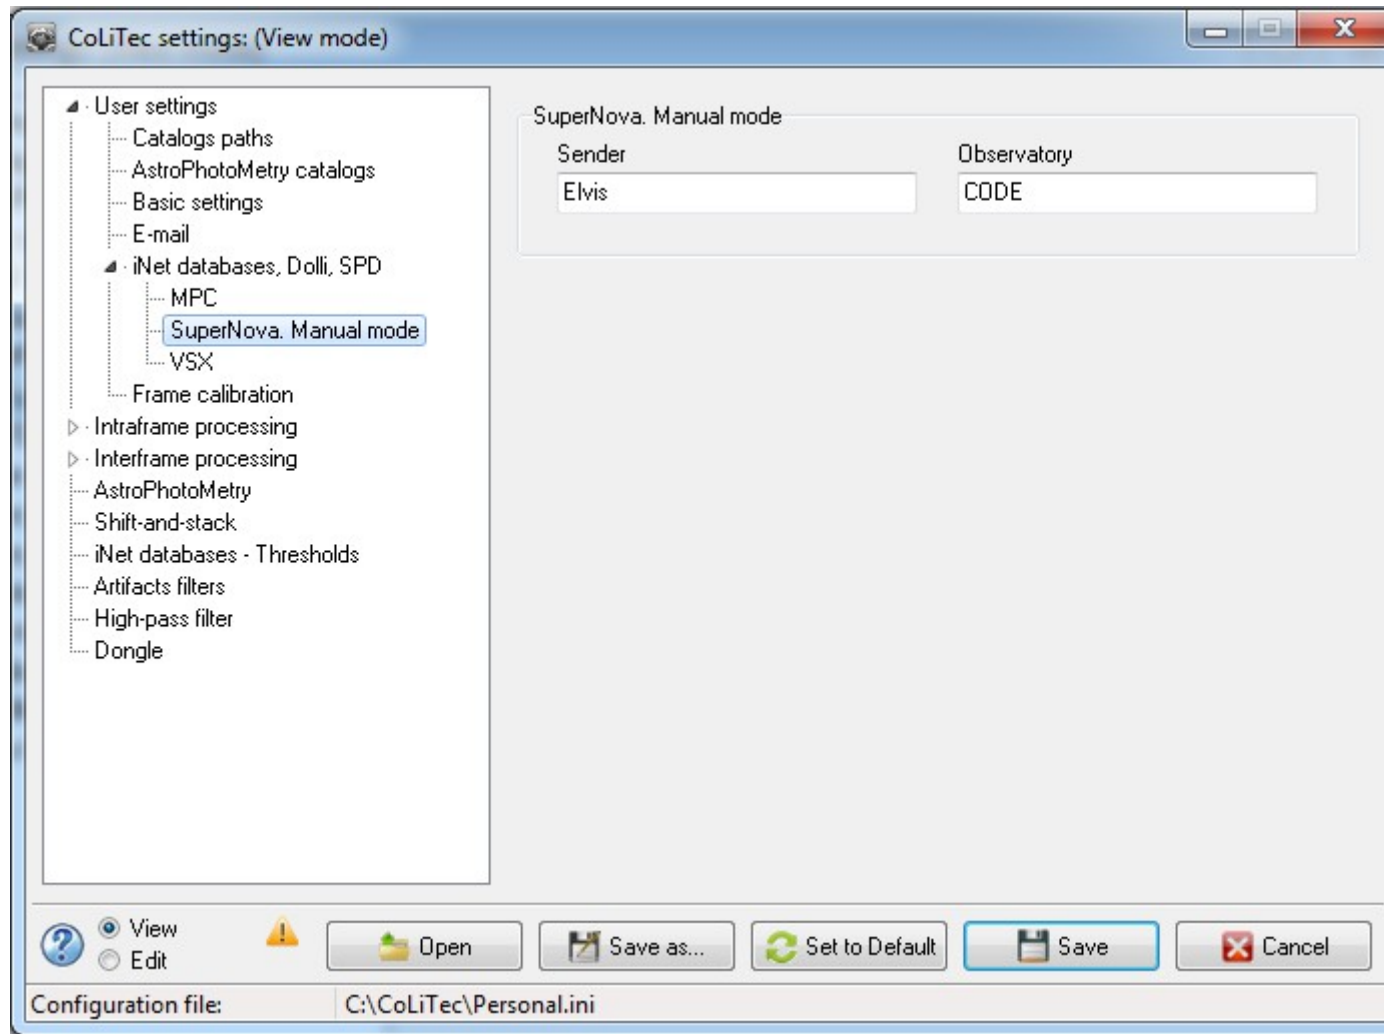 CoLiTec settings: (View mode)
User settings
Catalogs paths
AstroPhotoMetry catalogs
Basic settings
E-mail
iNet databases, Dolli, SPD
MPC
SuperNova. Manual mode
VSX
Frame calibration
Intraframe processing
Interframe processing
AstroPhotoMetry
Shift-and-stack
iNet databases - Thresholds
Artifacts filters
High-pass filter
Dongle
SuperNova. Manual mode
Sender Observatory
Elvis CODE
View
Edit
Open Save as... Set to Default Save Cancel
Configuration file: C:\CoLiTec\Personal.ini